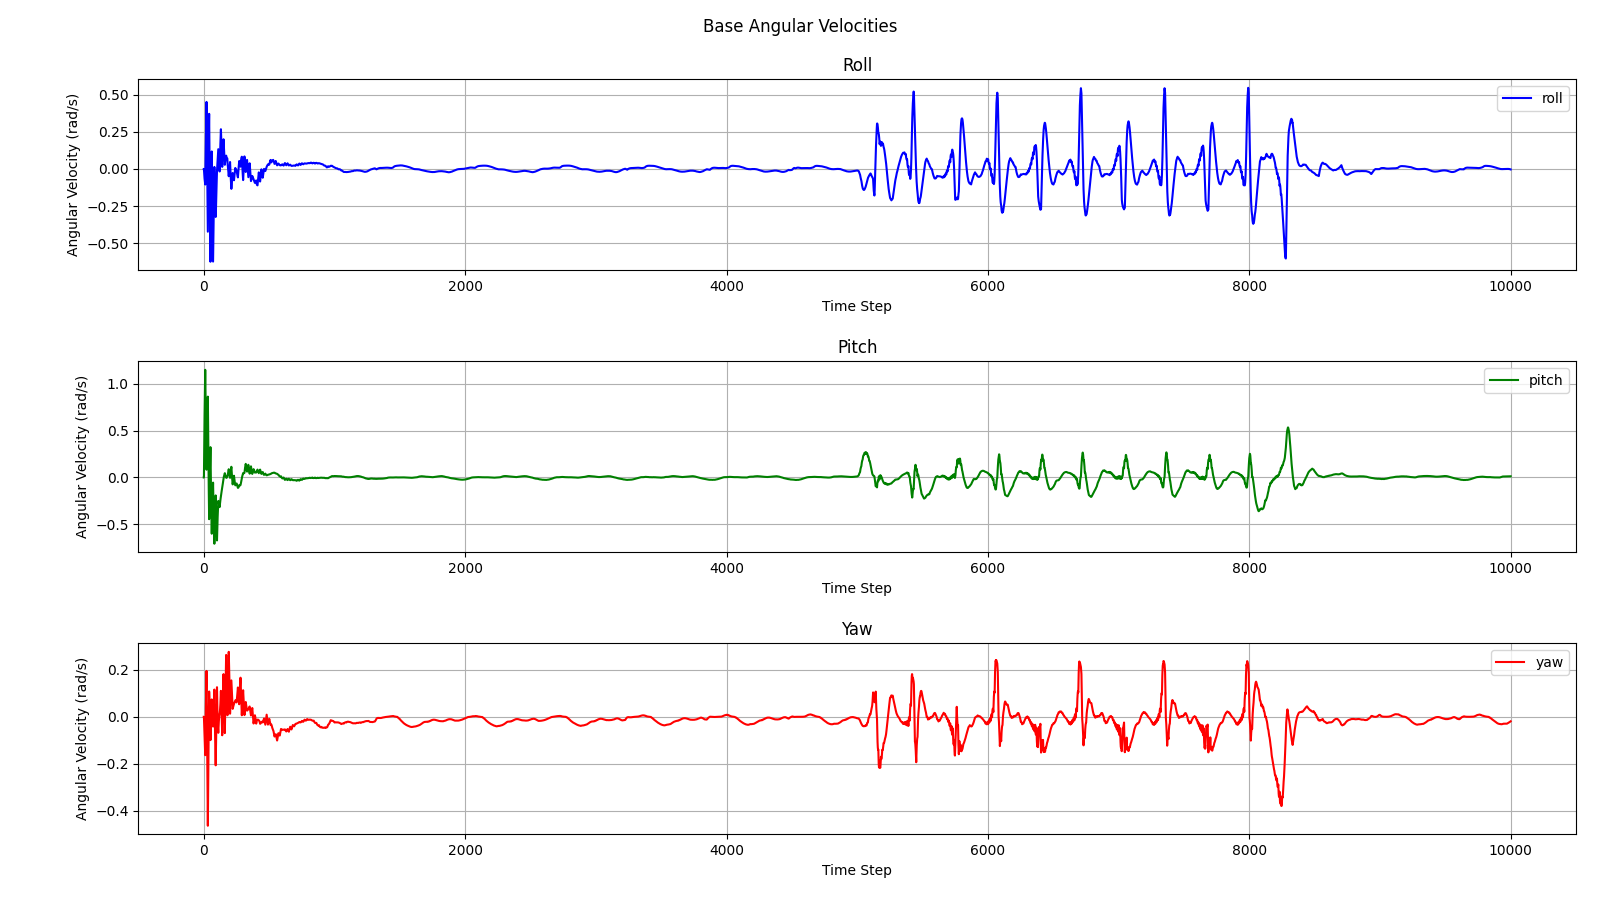 Base Angular Velocities
Roll
Angular Velocity (rad/s)
0.50
0.25
0.00
−0.25
−0.50
roll
0 2000 4000 6000 8000 10000
Time Step
Pitch
Angular Velocity (rad/s)
1.0
0.5
0.0
−0.5
pitch
0 2000 4000 6000 8000 10000
Time Step
Yaw
Angular Velocity (rad/s)
0.2
0.0
−0.2
−0.4
yaw
0 2000 4000 6000 8000 10000
Time Step